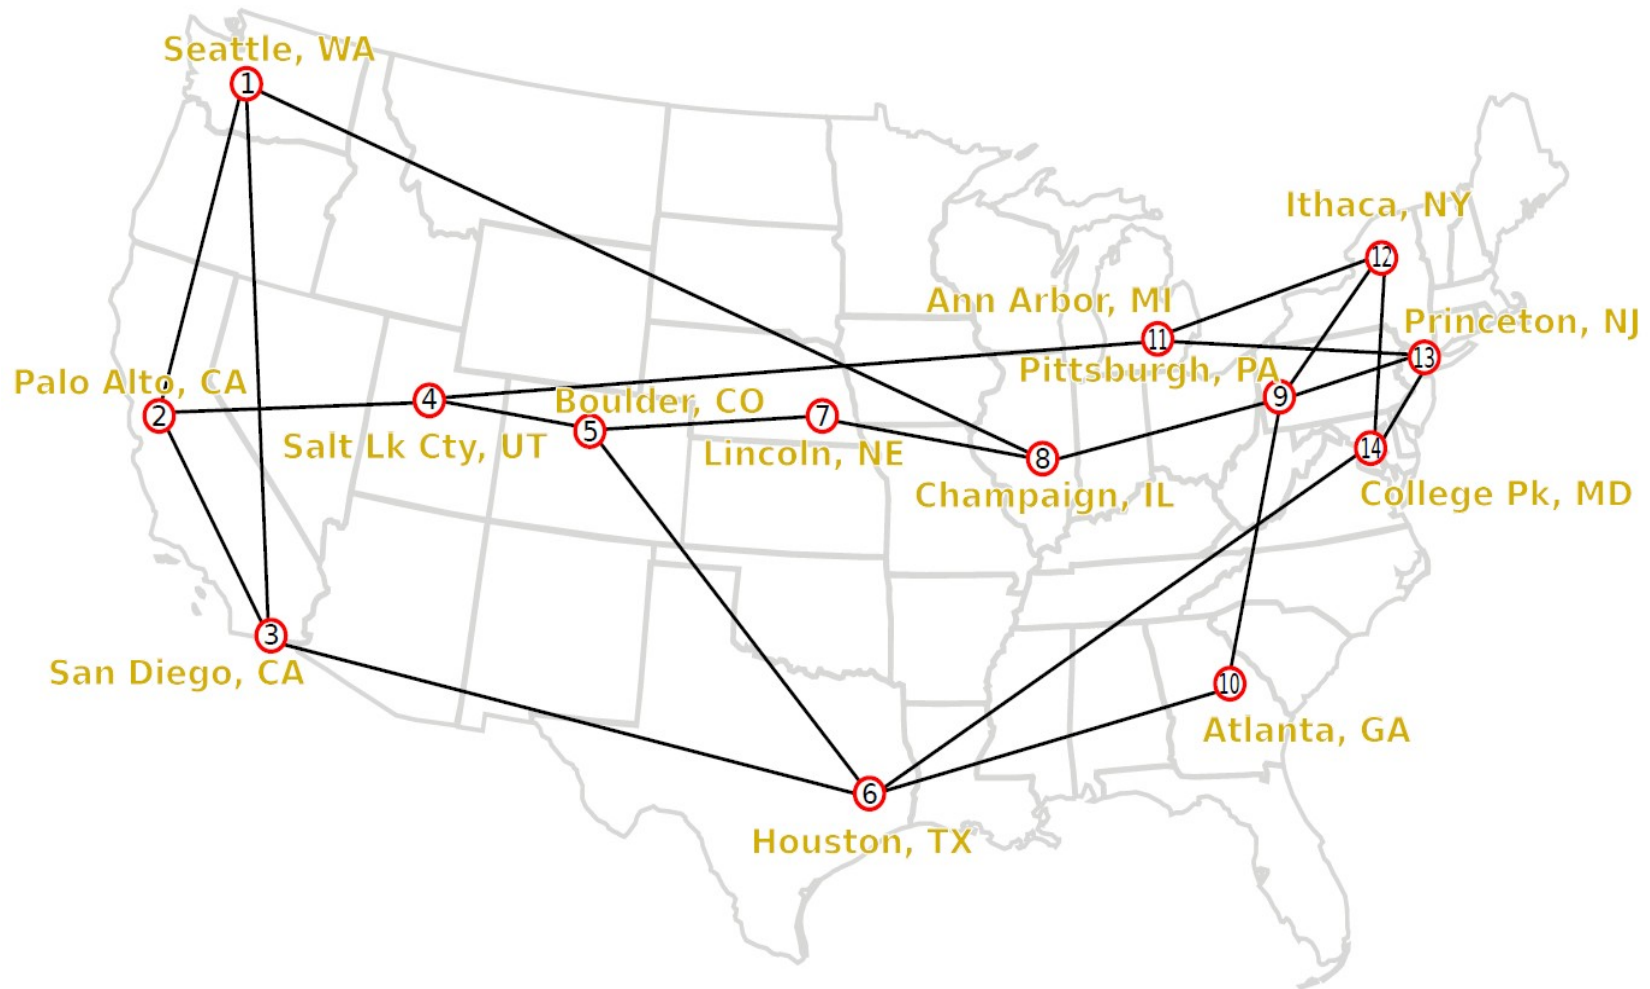 Seattle, WA
1
Ithaca, NY
12
Ann Arbor, MI
11
Princeton, NJ
13
Pittsburgh, PA
9
Palo Alto, CA
2
4
Boulder, CO
5
7
Salt Lk Cty, UT
Lincoln, NE
8
14
Champaign, IL
College Pk, MD
3
San Diego, CA
10
Atlanta, GA
6
Houston, TX